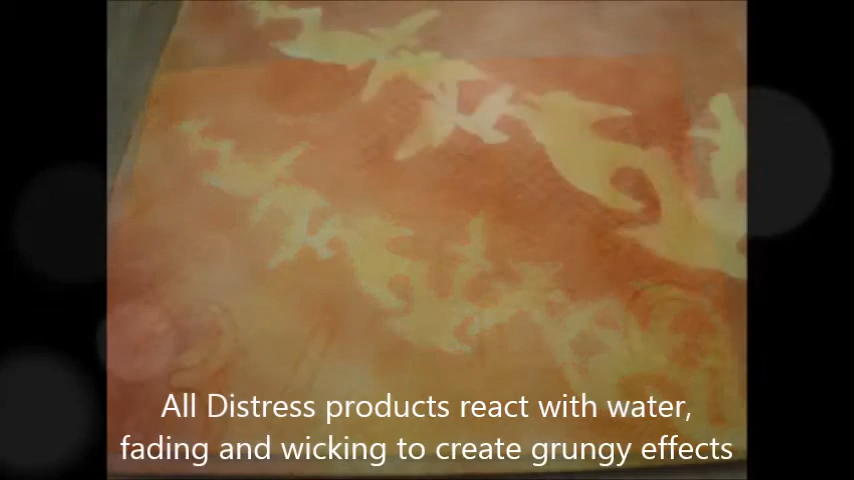 All Distress products react with water,
fading and wicking to create grungy effects